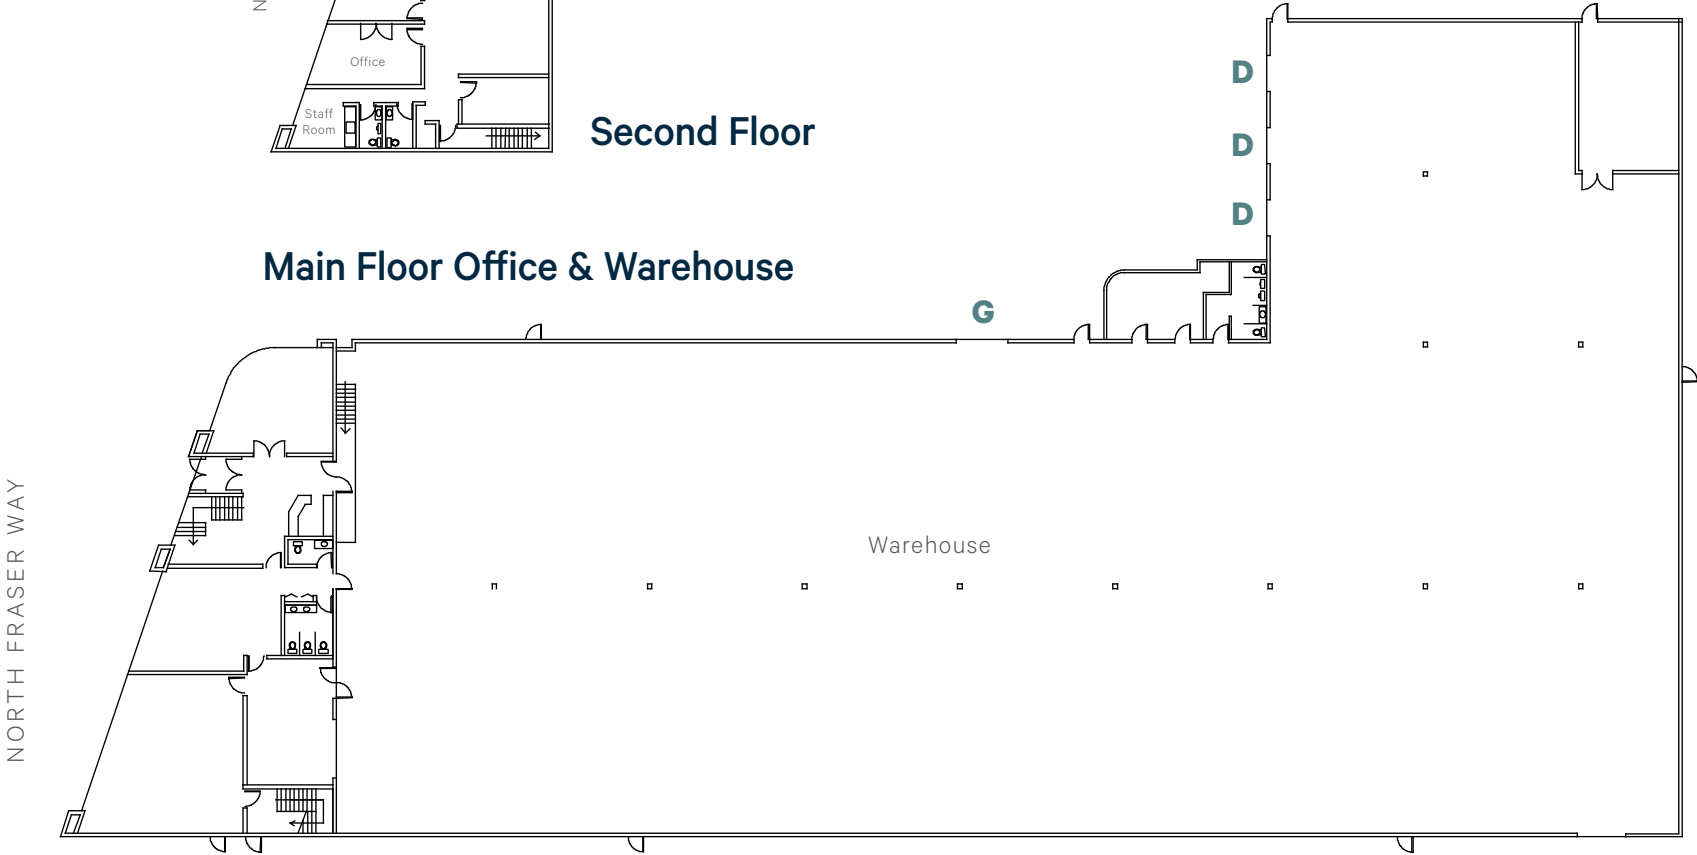 N
Office
Staff
Room
Second Floor
D
D
D
Main Floor Office & Warehouse
G
Warehouse
NORTH FRASER WAY